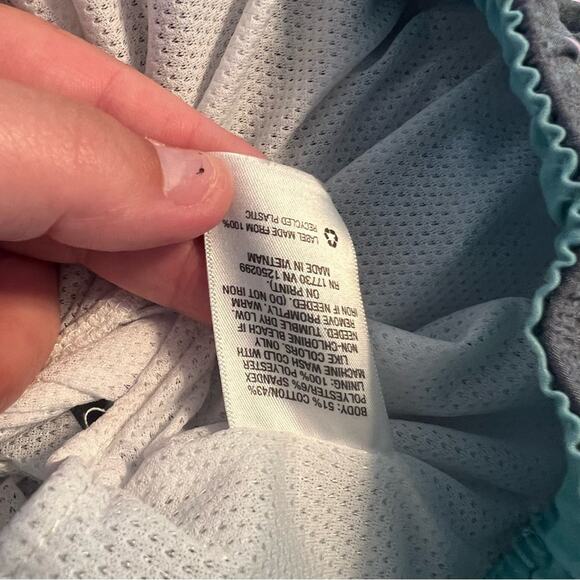 BODY: 51% COTTON/43%
POLYESTER/6% SPANDEX
LINING: 100% POLYESTER
MACHINE WASH COLD WITH
LIKE COLORS. ONLY
NON-CHLORINE BLEACH IF
NEEDED. TUMBLE DRY LOW.
REMOVE PROMPTLY. WARM
IRON IF NEEDED. (DO NOT IRON
ON PRINT).
RN 17730 VN 1250299
MADE IN VIETNAM
LABEL MADE FROM 100%
RECYCLED PLASTIC